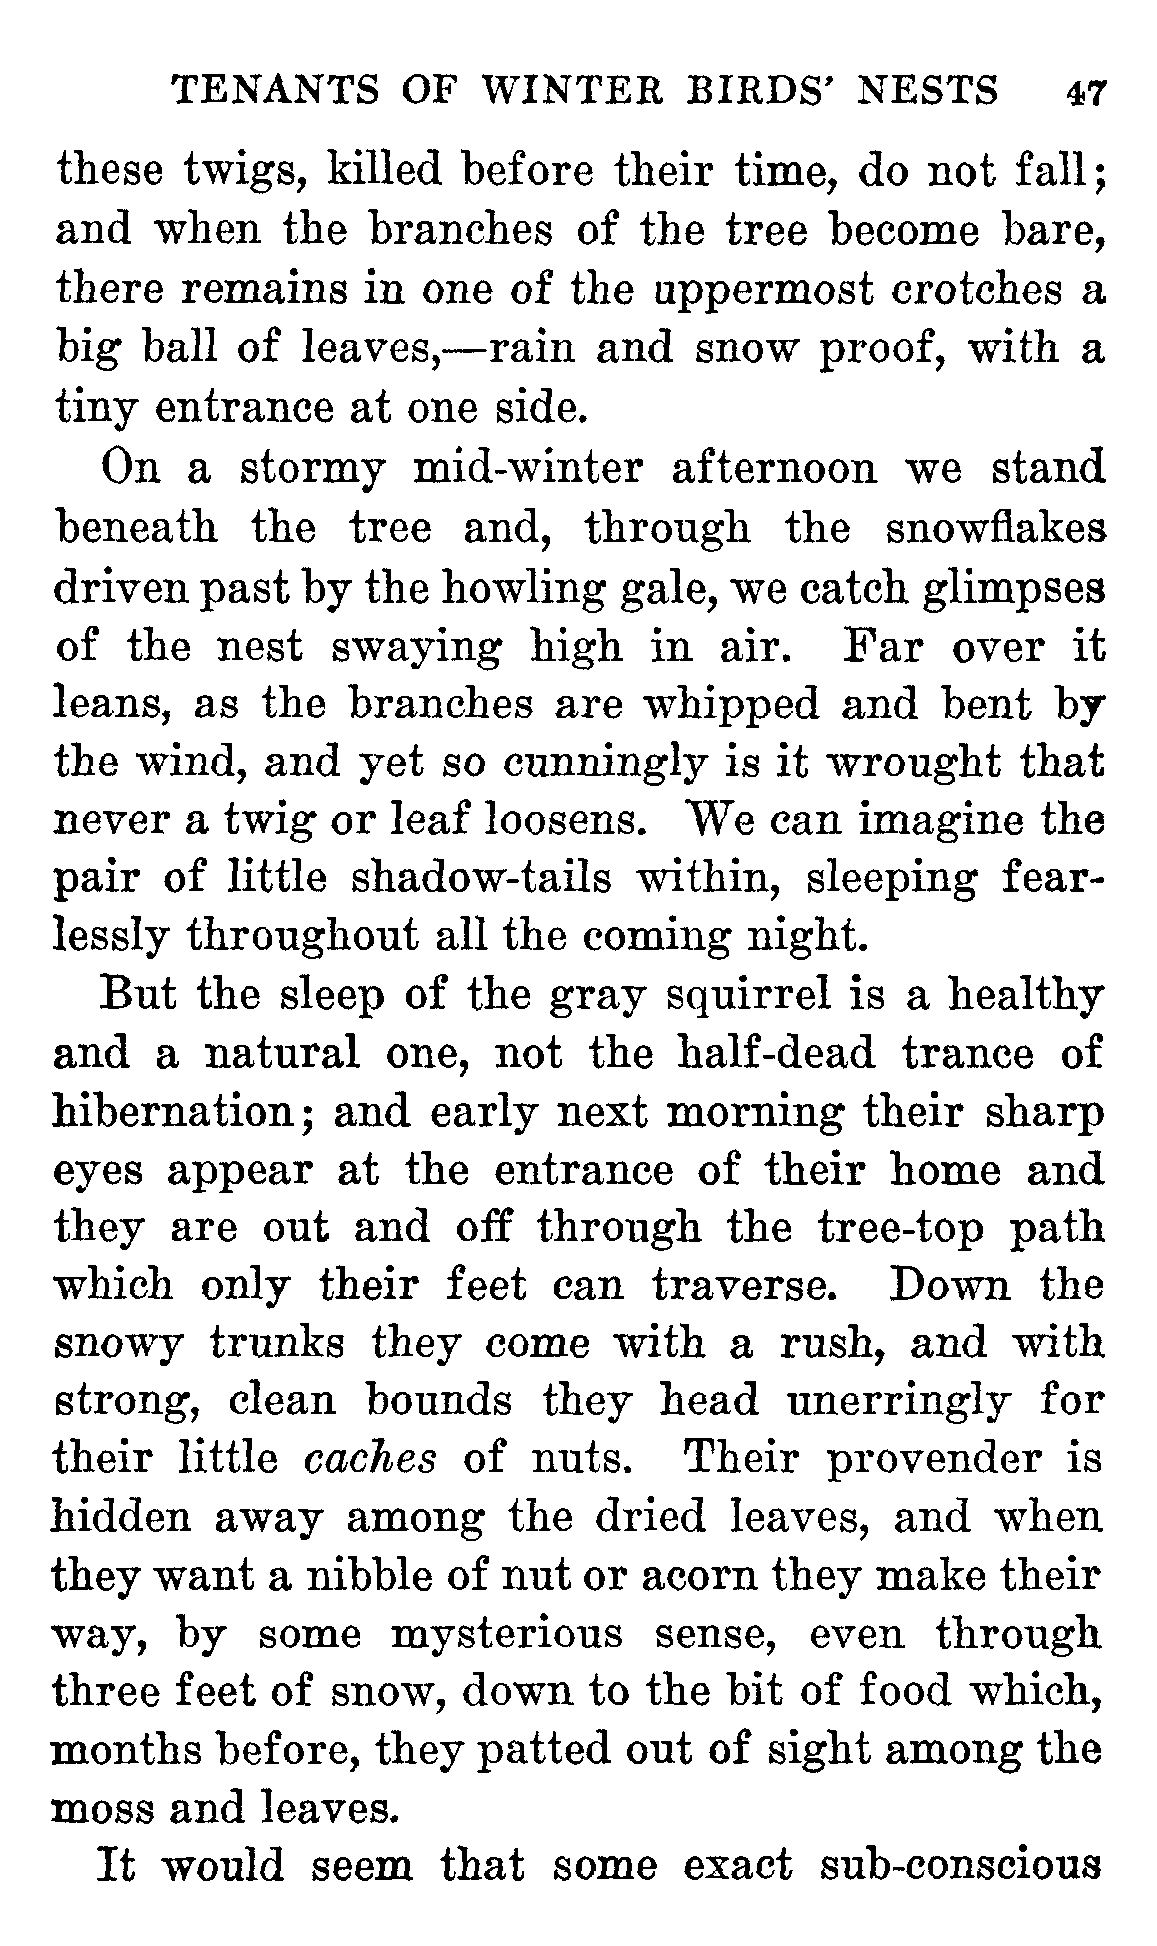 TENANTS OF WINTER BIRDS' NESTS 47
these twigs, killed before their time, do not fall;
and when the branches of the tree become bare,
there remains in one of the uppermost crotches a
big ball of leaves,—rain and snow proof, with a
tiny entrance at one side.
On a stormy mid-winter afternoon we stand
beneath the tree and, through the snowflakes
driven past by the howling gale, we catch glimpses
of the nest swaying high in air. Far over it
leans, as the branches are whipped and bent by
the wind, and yet so cunningly is it wrought that
never a twig or leaf loosens. We can imagine the
pair of little shadow-tails within, sleeping fear-
lessly throughout all the coming night.
But the sleep of the gray squirrel is a healthy
and a natural one, not the half-dead trance of
hibernation; and early next morning their sharp
eyes appear at the entrance of their home and
they are out and off through the tree-top path
which only their feet can traverse. Down the
snowy trunks they come with a rush, and with
strong, clean bounds they head unerringly for
their little caches of nuts. Their provender is
hidden away among the dried leaves, and when
they want a nibble of nut or acorn they make their
way, by some mysterious sense, even through
three feet of snow, down to the bit of food which,
months before, they patted out of sight among the
moss and leaves.
It would seem that some exact sub-conscious